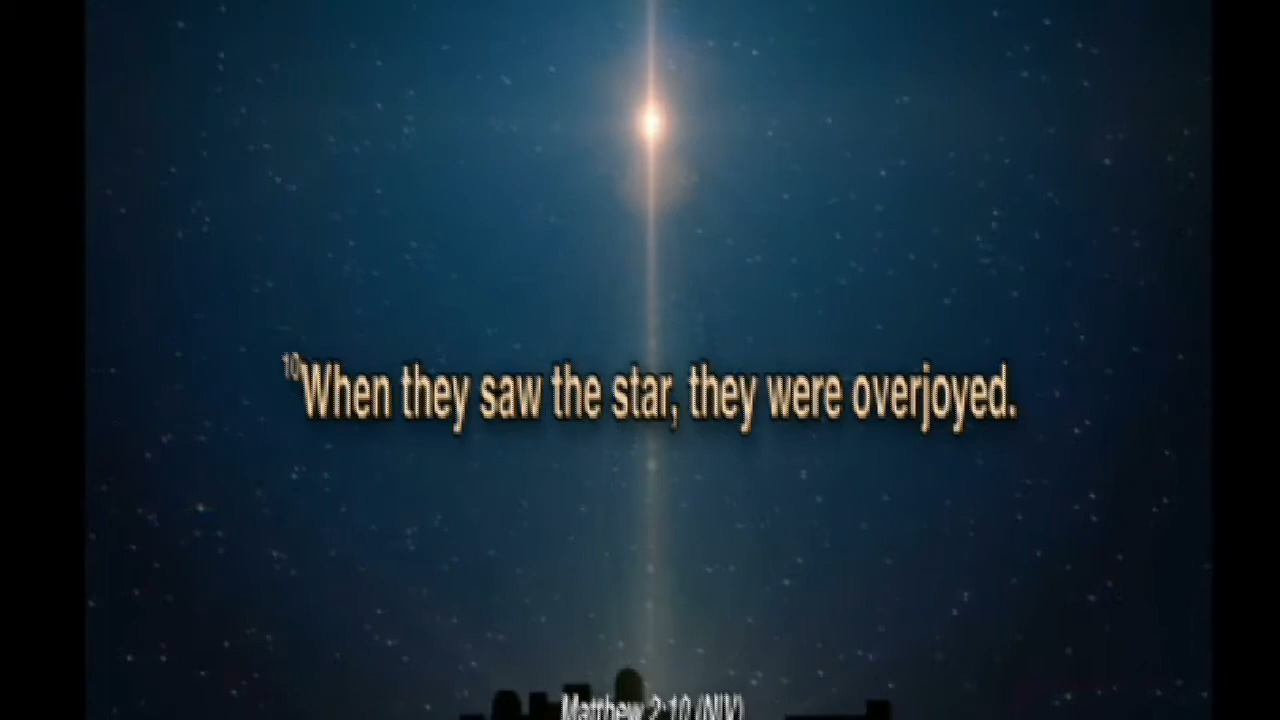 10When they saw the star, they were overjoyed.
Matthew 2:10 (NIV)